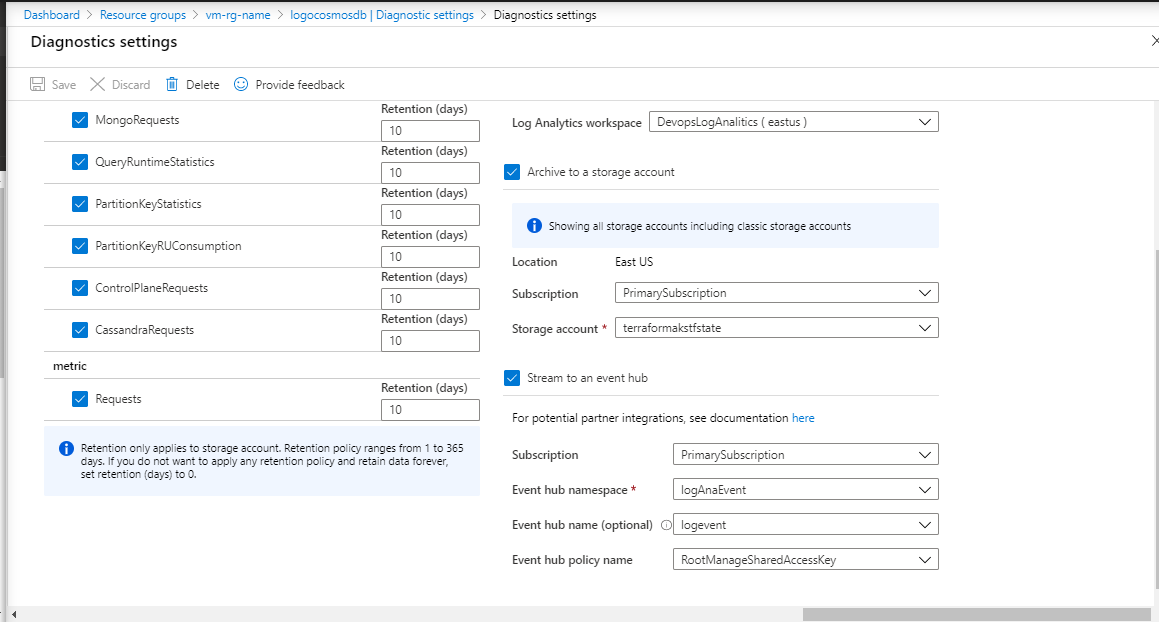 Dashboard > Resource groups > vm-rg-name > logocosmosdb | Diagnostic settings > Diagnostics settings
Diagnostics settings
Save Discard Delete Provide feedback
MongoRequests
Retention (days)
10
QueryRuntimeStatistics
Retention (days)
10
PartitionKeyStatistics
Retention (days)
10
PartitionKeyRUConsumption
Retention (days)
10
ControlPlaneRequests
Retention (days)
10
CassandraRequests
Retention (days)
10
metric
Requests
Retention (days)
10
Retention only applies to storage account. Retention policy ranges from 1 to 365
days. If you do not want to apply any retention policy and retain data forever,
set retention (days) to 0.
Log Analytics workspace DevopsLogAnalitics ( eastus )
Archive to a storage account
Showing all storage accounts including classic storage accounts
Location East US
Subscription PrimarySubscription
Storage account * terraformakstfstate
Stream to an event hub
For potential partner integrations, see documentation here
Subscription PrimarySubscription
Event hub namespace * logAnaEvent
Event hub name (optional) logevent
Event hub policy name RootManageSharedAccessKey